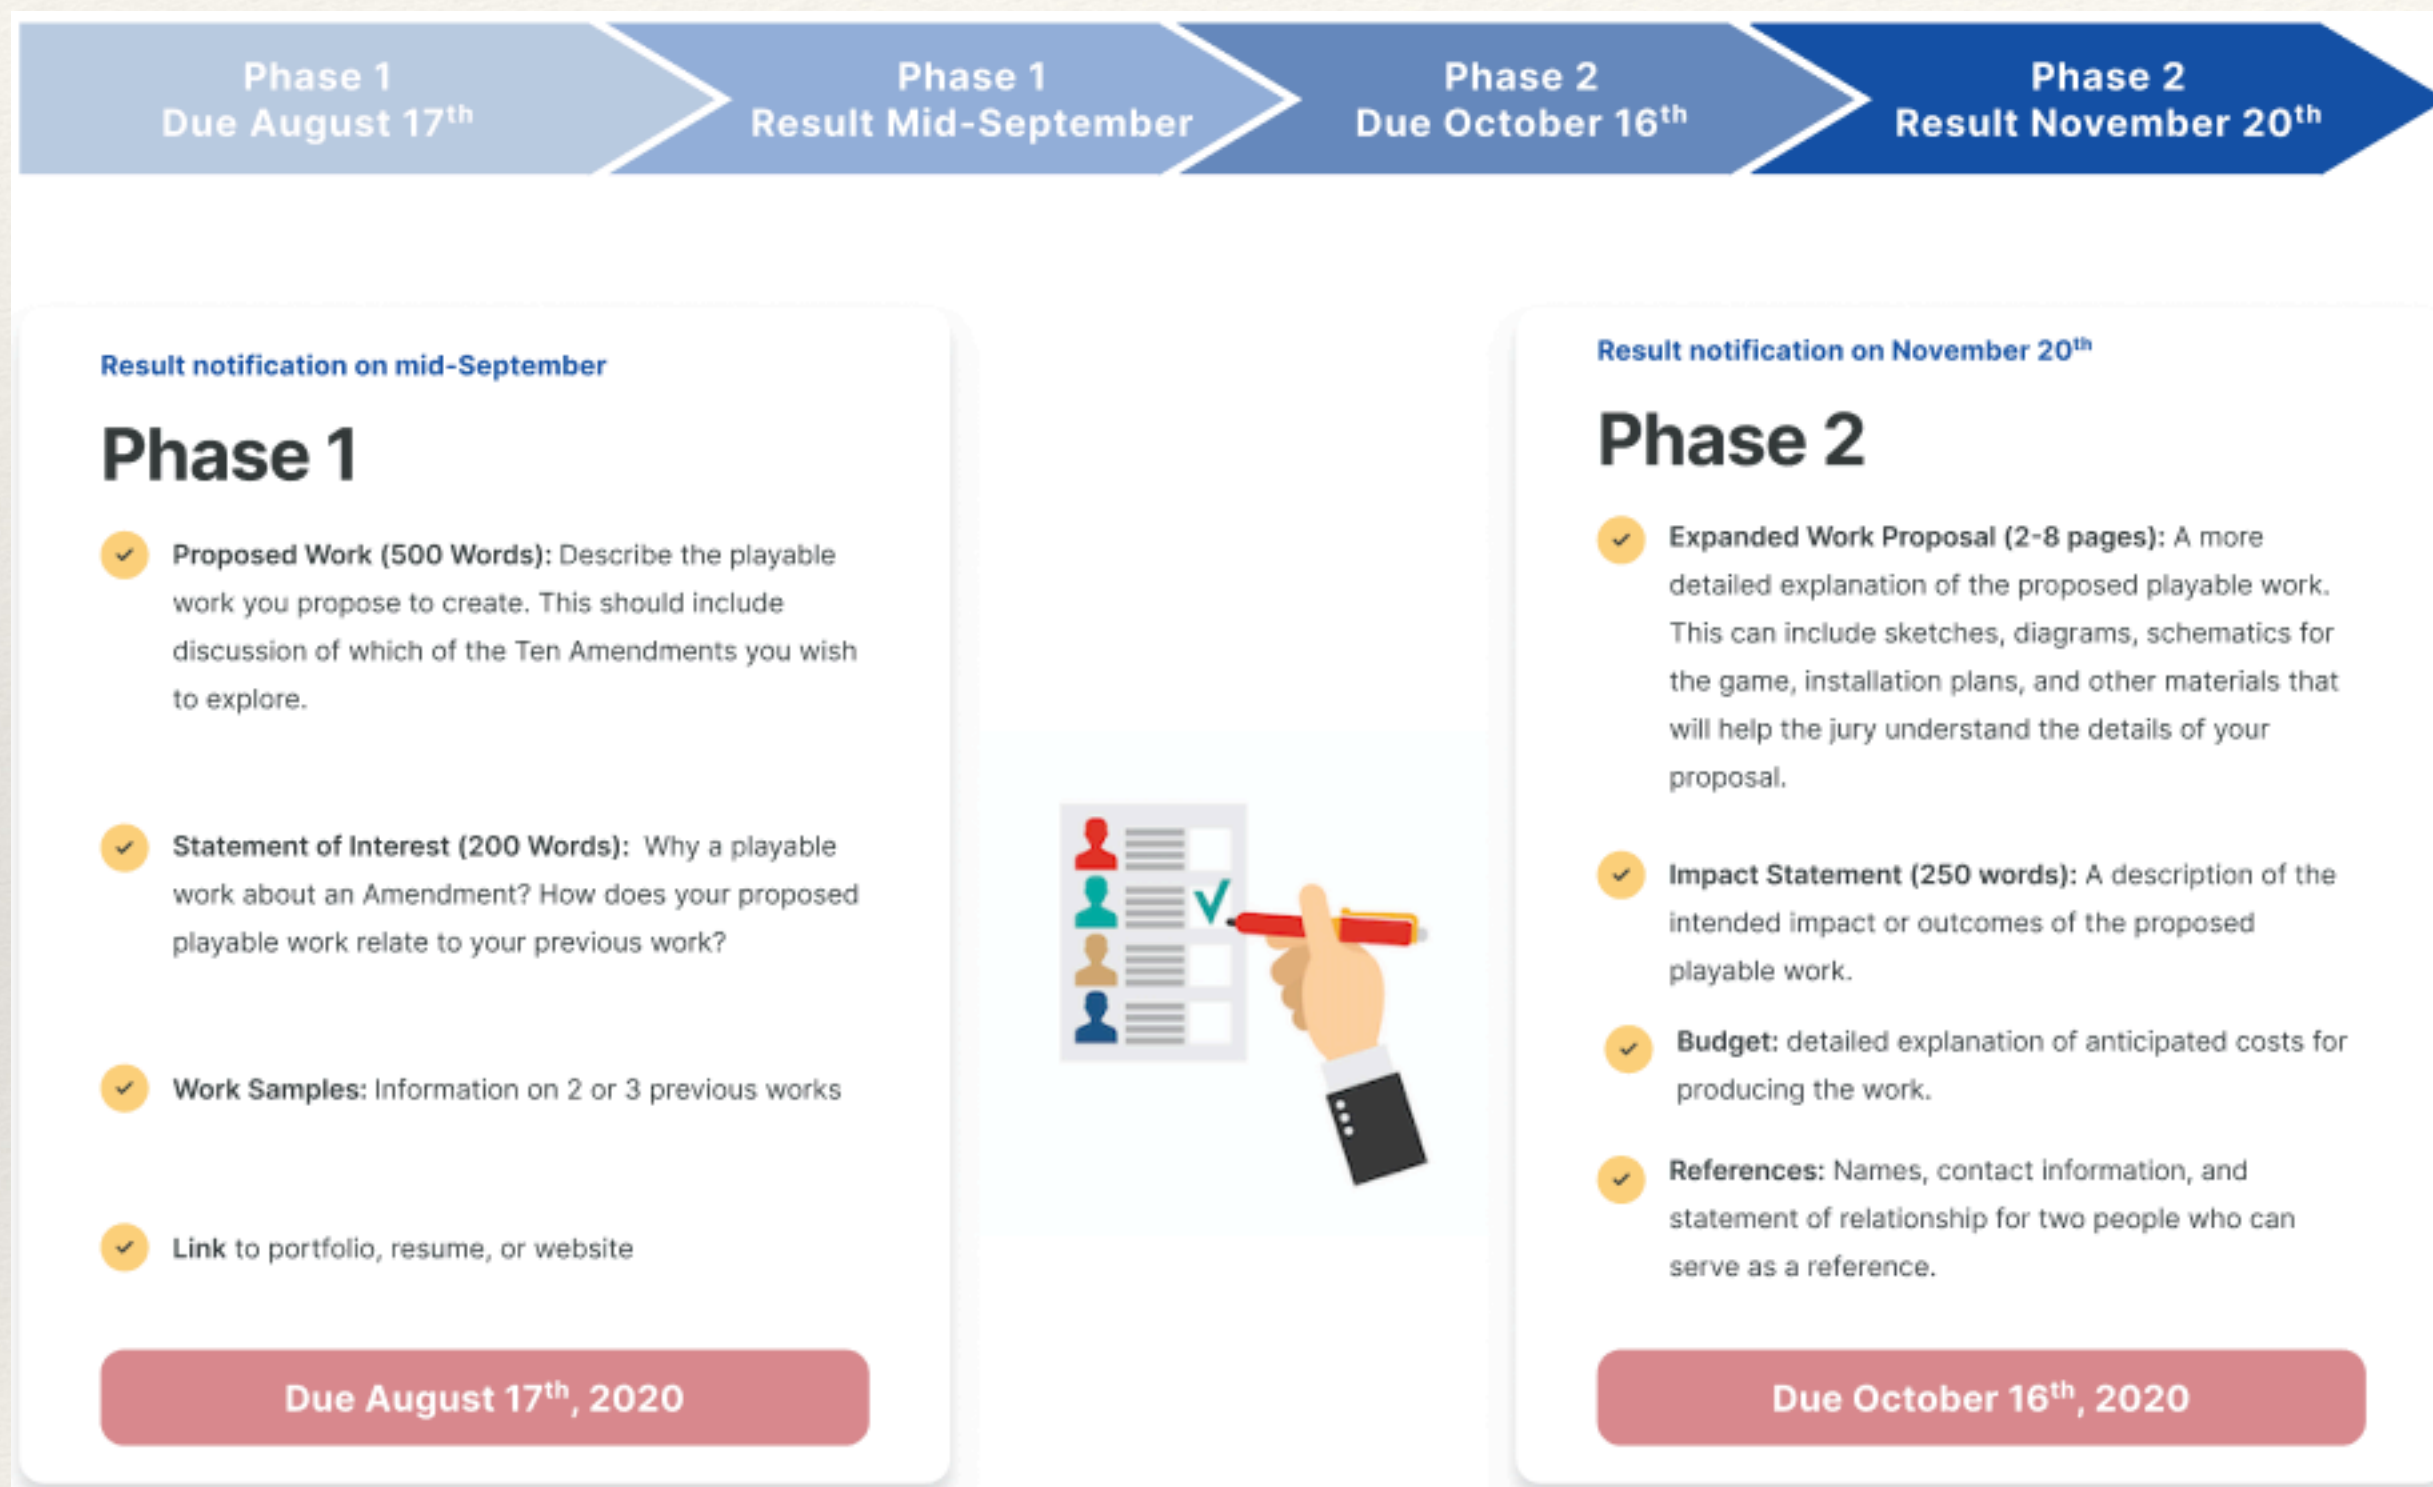 Phase 1
Due August 17th
Phase 1
Result Mid-September
Phase 2
Due October 16th
Phase 2
Result November 20th
Result notification on mid-September
Phase 1
Proposed Work (500 Words): Describe the playable
work you propose to create. This should include
discussion of which of the Ten Amendments you wish
to explore.
Statement of Interest (200 Words): Why a playable
work about an Amendment? How does your proposed
playable work relate to your previous work?
Work Samples: Information on 2 or 3 previous works
Link to portfolio, resume, or website
Due August 17th, 2020
Result notification on November 20th
Phase 2
Expanded Work Proposal (2-8 pages): A more
detailed explanation of the proposed playable work.
This can include sketches, diagrams, schematics for
the game, installation plans, and other materials that
will help the jury understand the details of your
proposal.
Impact Statement (250 words): A description of the
intended impact or outcomes of the proposed
playable work.
Budget: detailed explanation of anticipated costs for
producing the work.
References: Names, contact information, and
statement of relationship for two people who can
serve as a reference.
Due October 16th, 2020